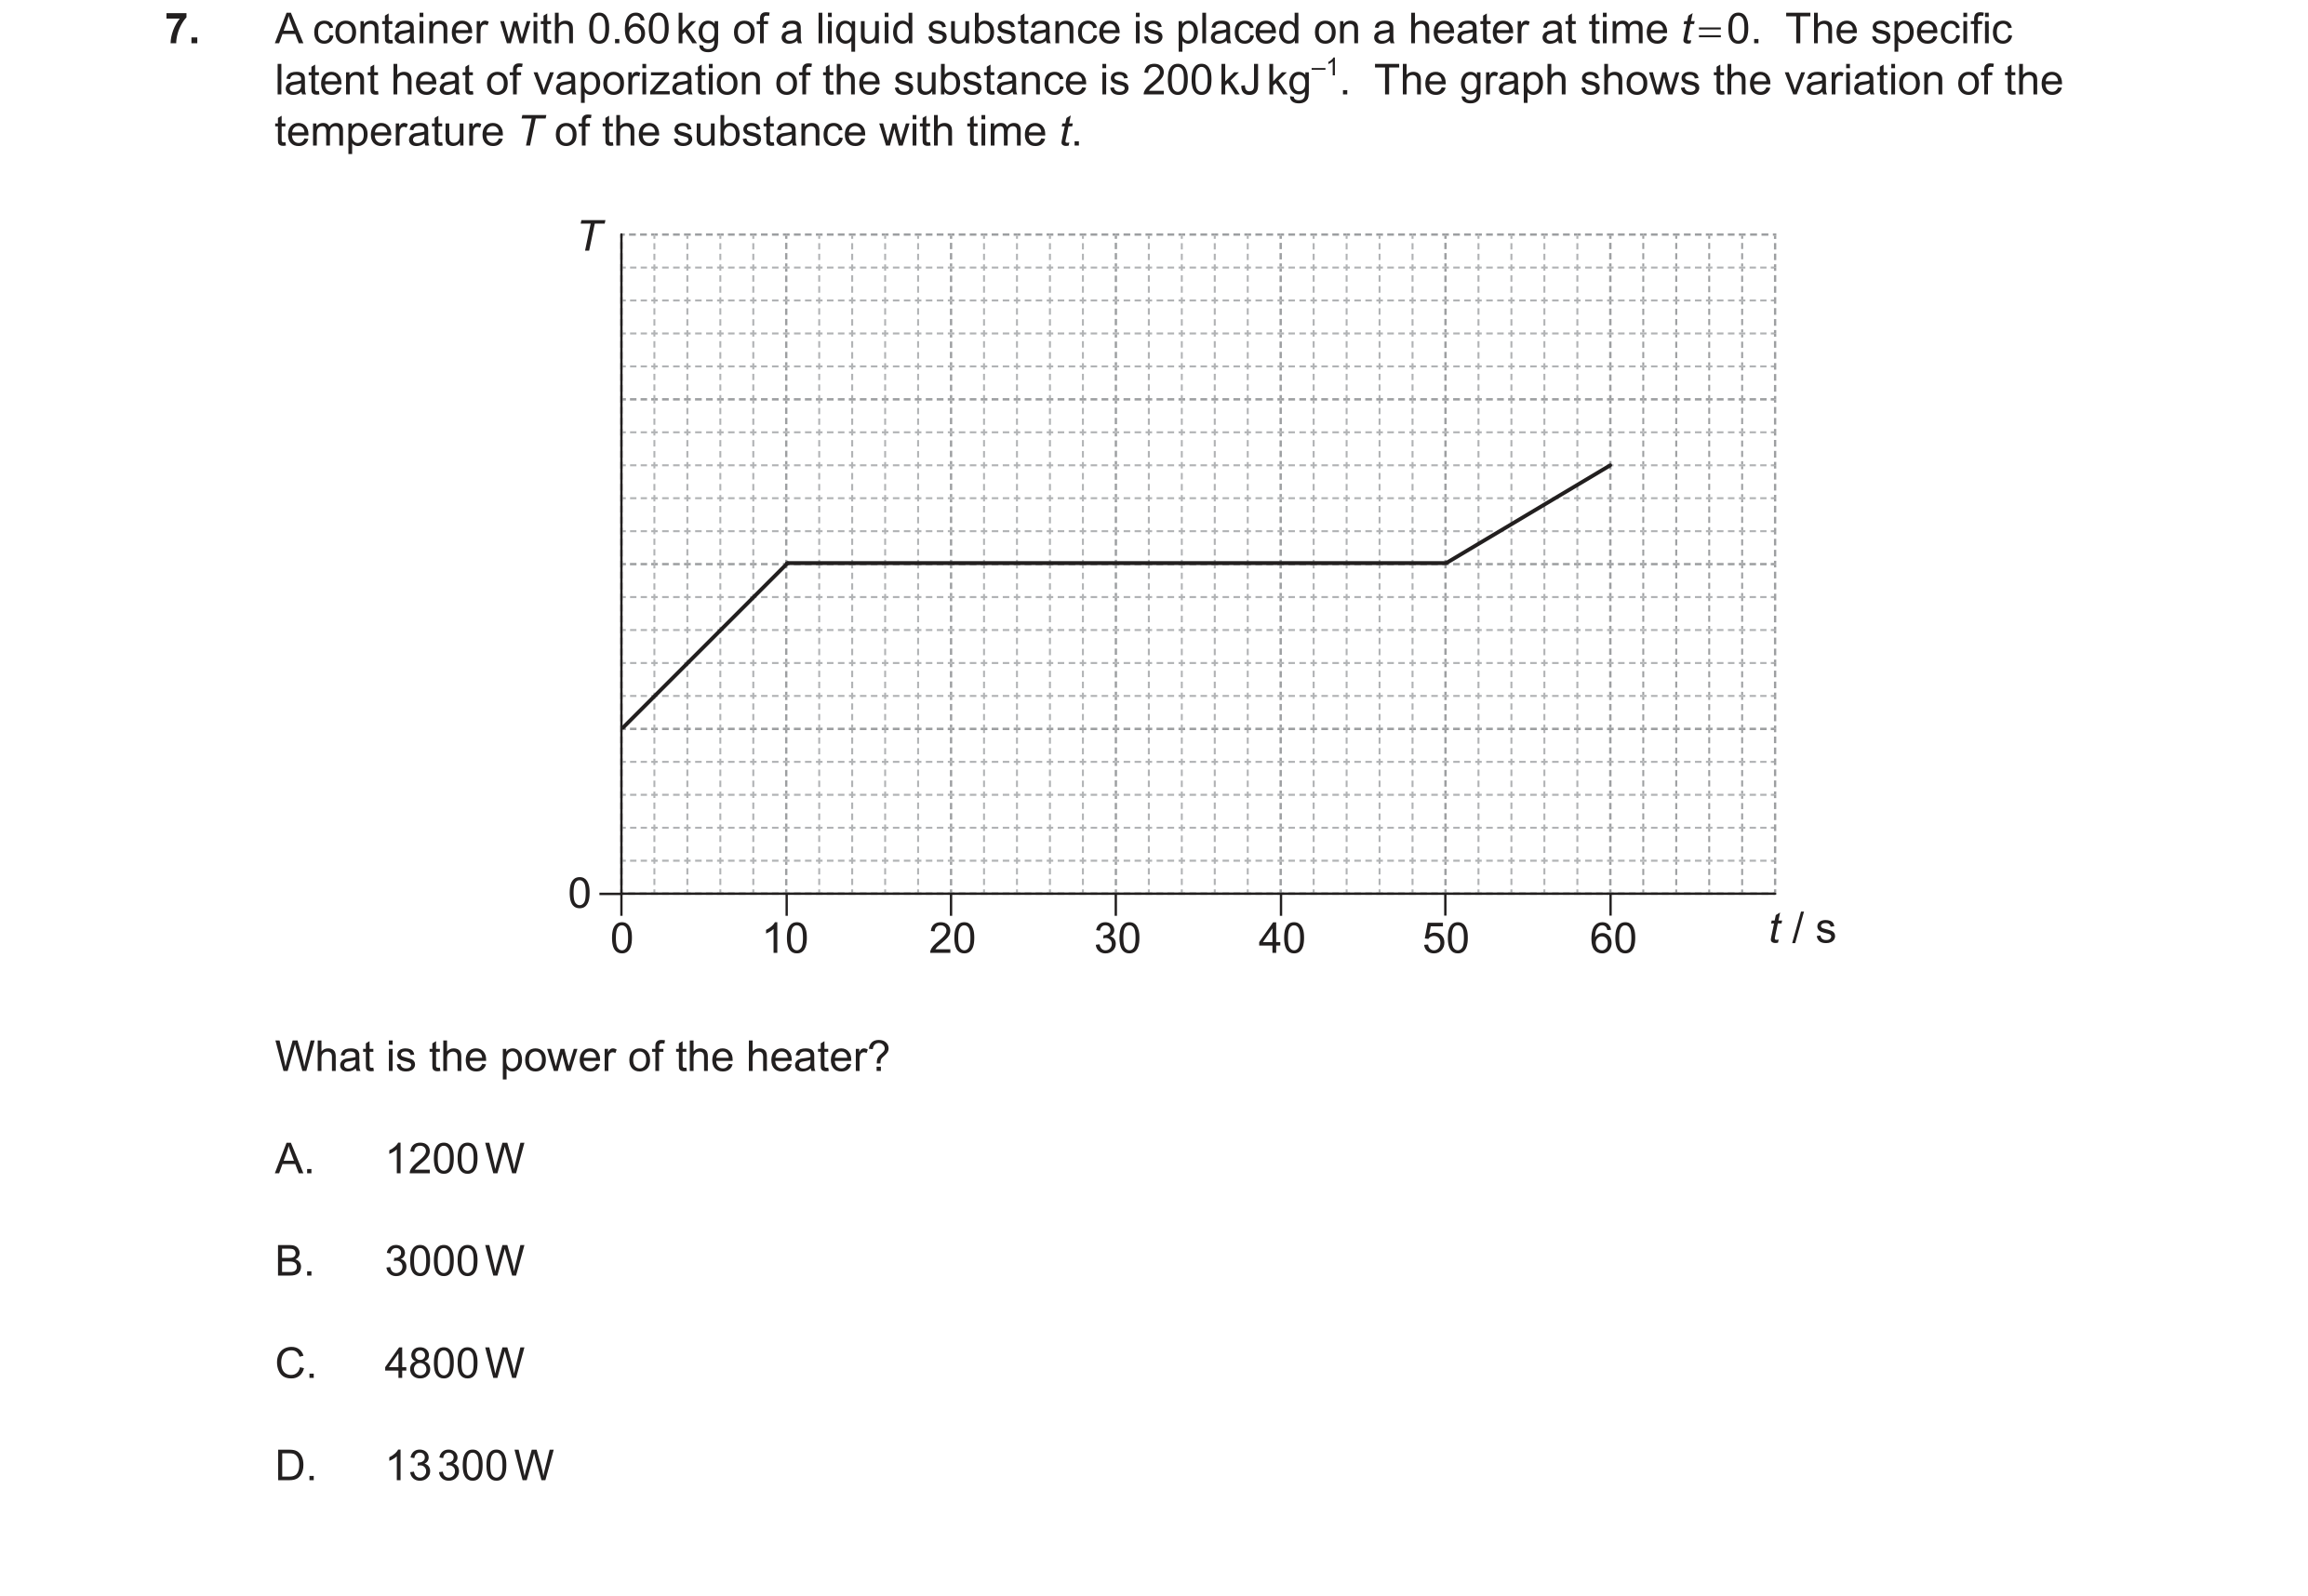 7. A container with 0.60 kg of a liquid substance is placed on a heater at time t = 0. The specific
latent heat of vaporization of the substance is 200 kJ kg⁻¹. The graph shows the variation of the
temperature T of the substance with time t.
T
0
0 10 20 30 40 50 60 t / s
What is the power of the heater?
A. 1200 W
B. 3000 W
C. 4800 W
D. 13 300 W